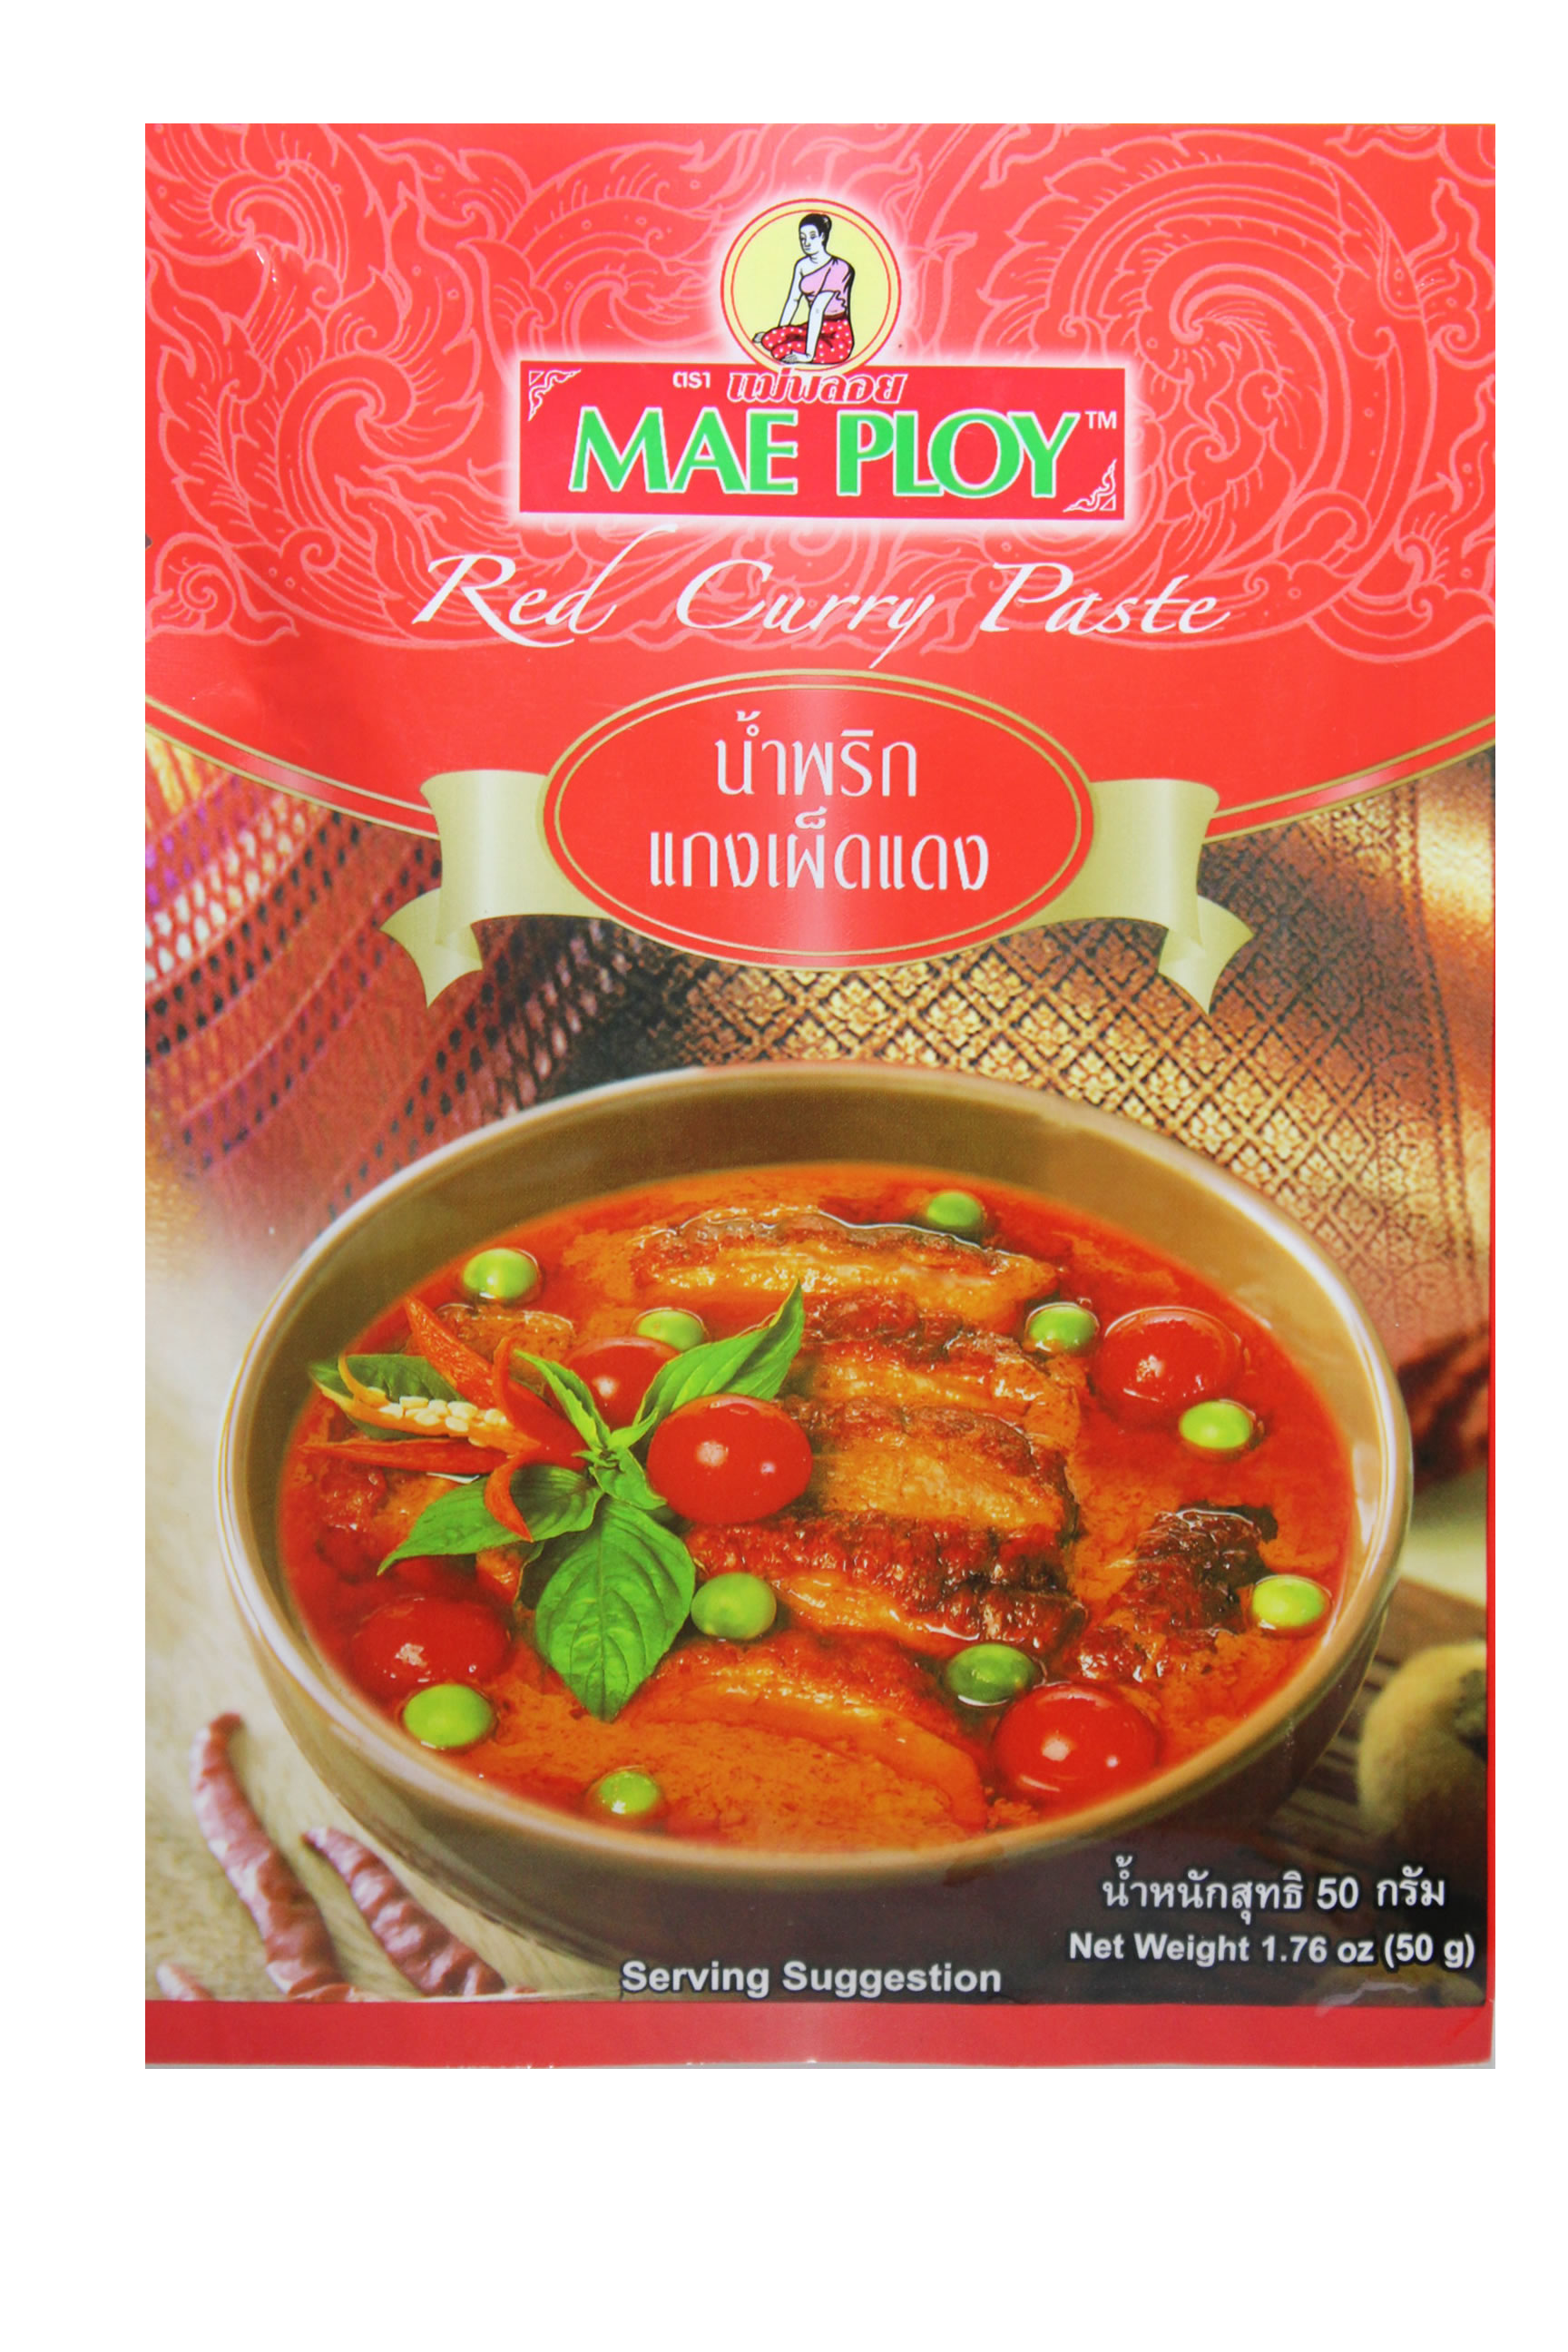 ตรา แม่พลอย
MAE PLOY™
Red Curry Paste
น้ำพริก
แกงเผ็ดแดง
น้ำหนักสุทธิ 50 กรัม
Net Weight 1.76 oz (50 g)
Serving Suggestion